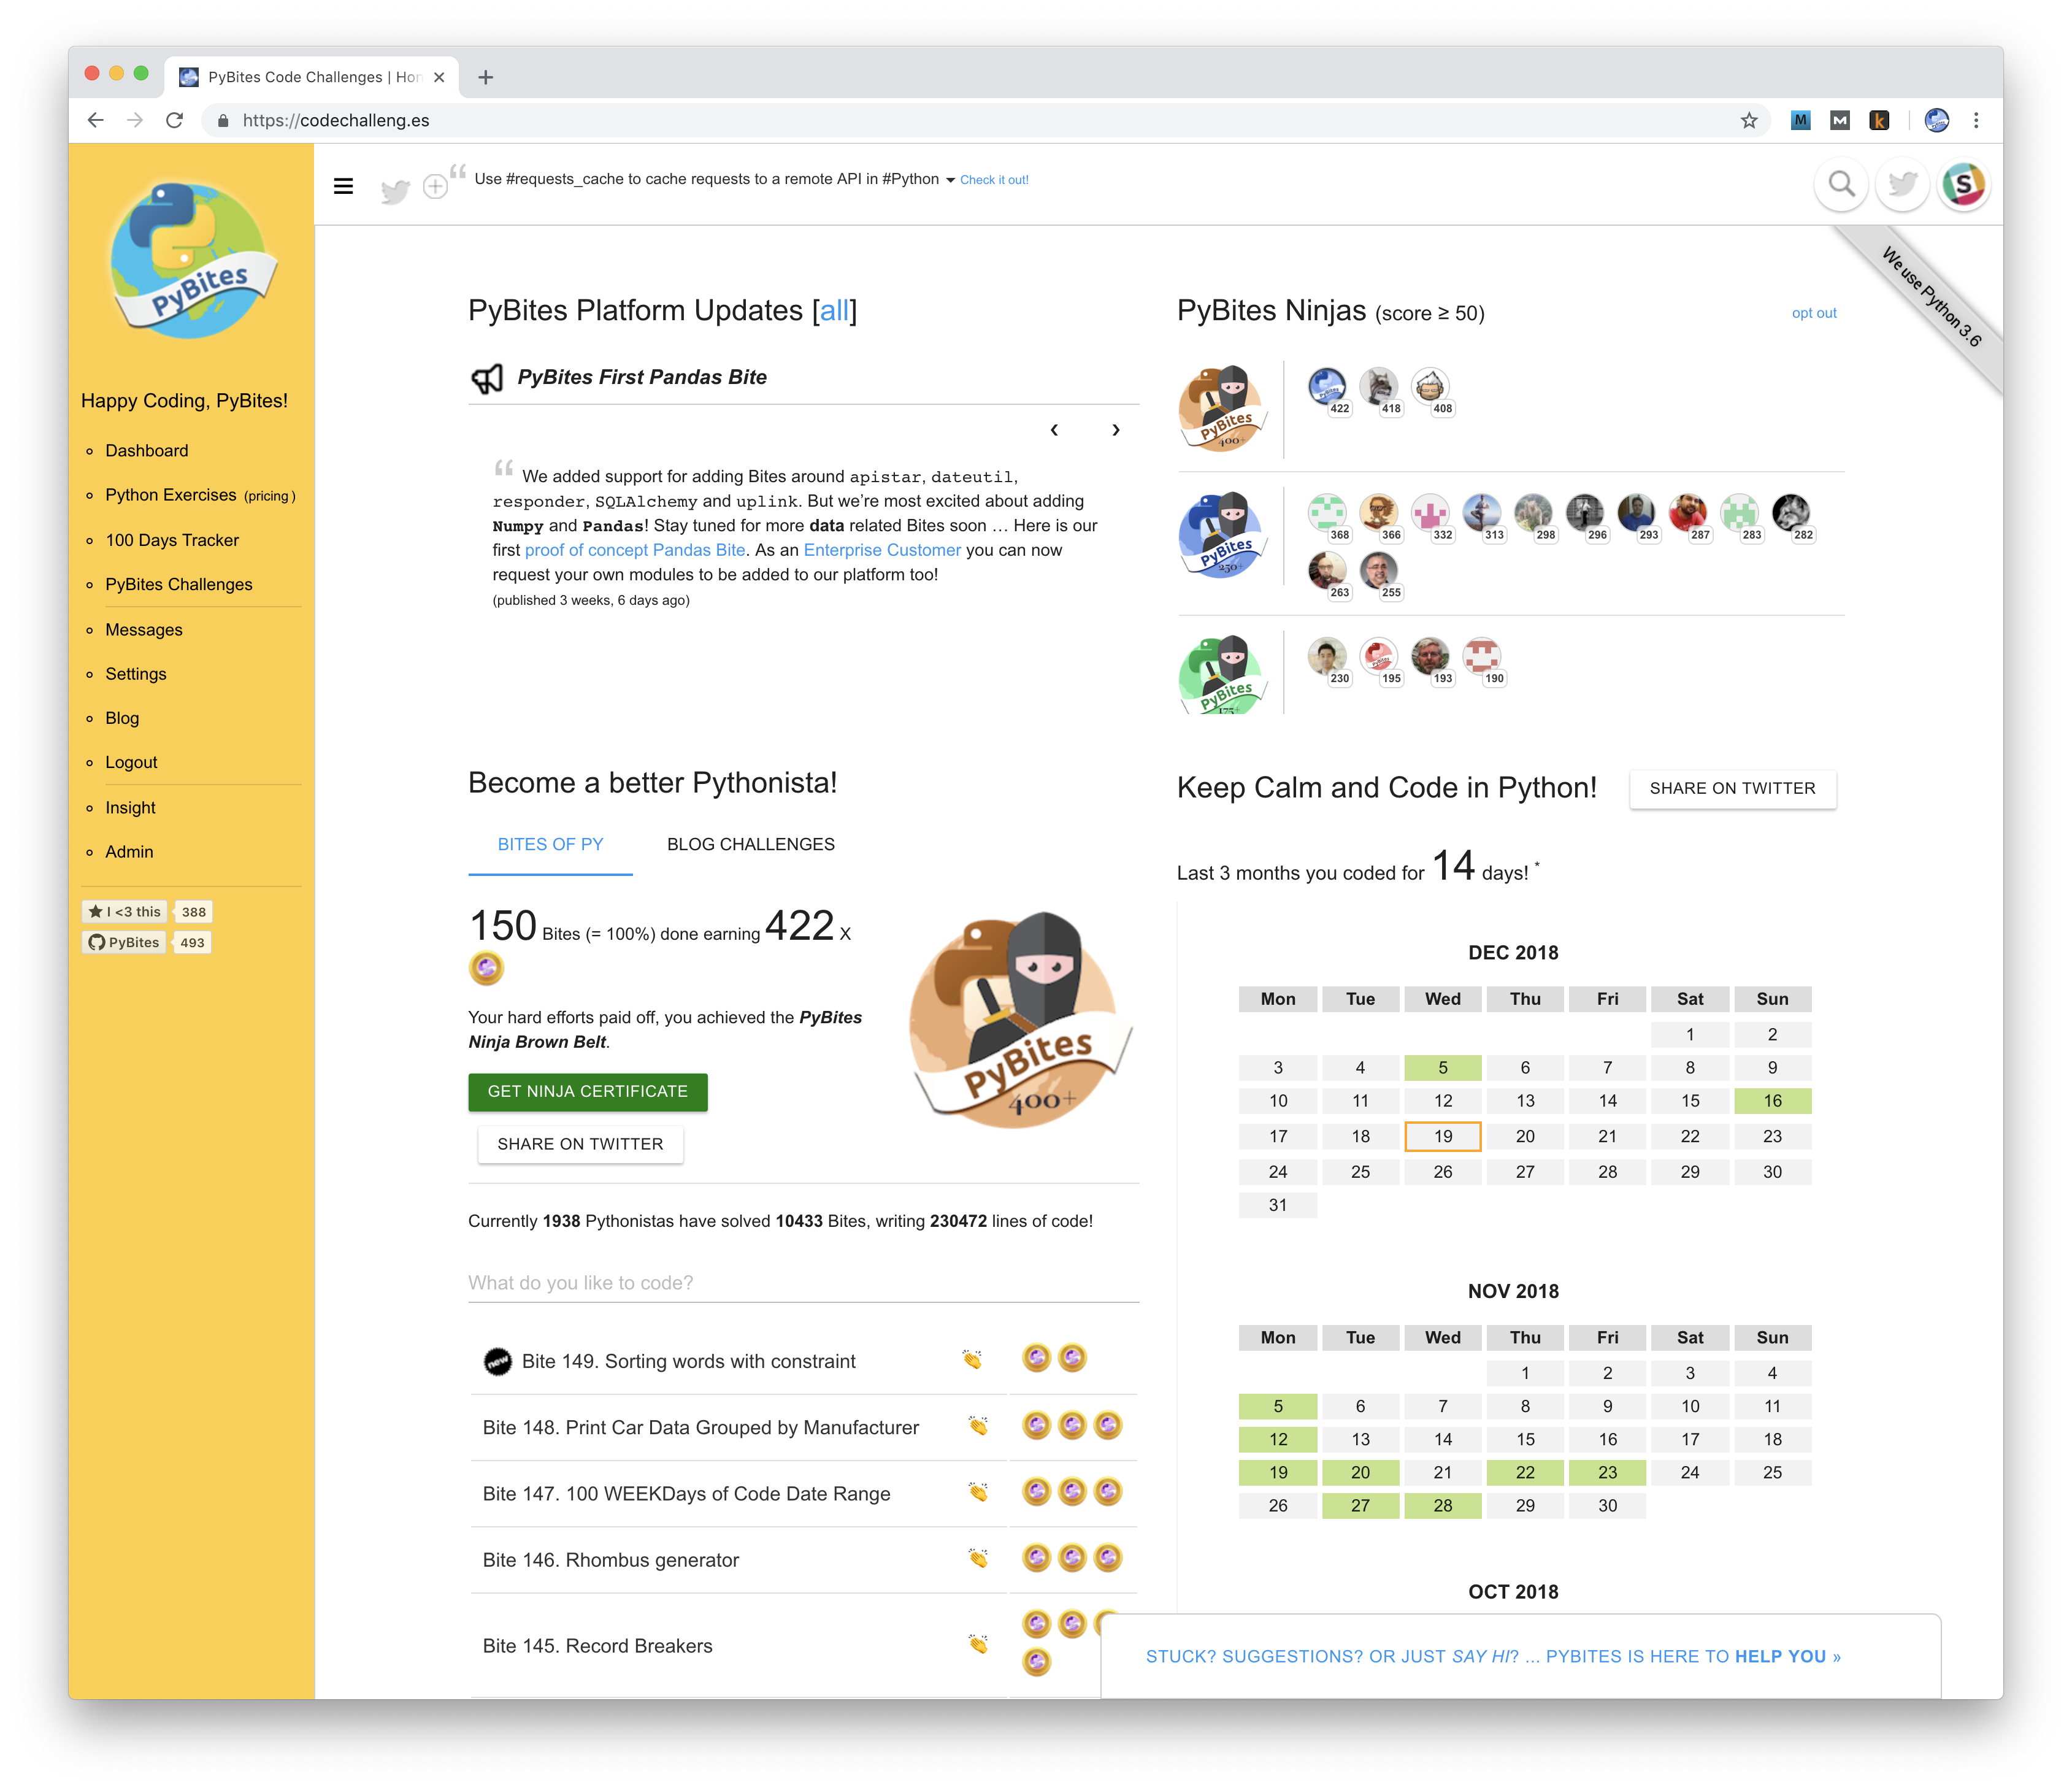 PyBites Code Challenges | Hon
https://codechalleng.es
M
M
k
PyBites
Happy Coding, PyBites!
Dashboard
Python Exercises (pricing )
100 Days Tracker
PyBites Challenges
Messages
Settings
Blog
Logout
Insight
Admin
I <3 this 388
PyBites 493
“ Use #requests_cache to cache requests to a remote API in #Python Check it out!
S
We use Python 3.6
PyBites Platform Updates [all]
PyBites First Pandas Bite
‹ ›
“ We added support for adding Bites around apistar, dateutil,
responder, SQLAlchemy and uplink. But we’re most excited about adding
Numpy and Pandas! Stay tuned for more data related Bites soon … Here is our
first proof of concept Pandas Bite. As an Enterprise Customer you can now
request your own modules to be added to our platform too!
(published 3 weeks, 6 days ago)
PyBites Ninjas (score ≥ 50)
opt out
PyBites
400+
422 418 408
PyBites
250+
368 366 332 313 298 296 293 287 283 282
263 255
PyBites
175+
230 195 193 190
Become a better Pythonista!
BITES OF PY BLOG CHALLENGES
150 Bites (= 100%) done earning 422 X
Your hard efforts paid off, you achieved the PyBites
Ninja Brown Belt.
GET NINJA CERTIFICATE
SHARE ON TWITTER
PyBites
400+
Currently 1938 Pythonistas have solved 10433 Bites, writing 230472 lines of code!
What do you like to code?
new Bite 149. Sorting words with constraint
Bite 148. Print Car Data Grouped by Manufacturer
Bite 147. 100 WEEKDays of Code Date Range
Bite 146. Rhombus generator
Bite 145. Record Breakers
Keep Calm and Code in Python!
SHARE ON TWITTER
Last 3 months you coded for 14 days! *
DEC 2018
Mon Tue Wed Thu Fri Sat Sun
1 2
3 4 5 6 7 8 9
10 11 12 13 14 15 16
17 18 19 20 21 22 23
24 25 26 27 28 29 30
31
NOV 2018
Mon Tue Wed Thu Fri Sat Sun
1 2 3 4
5 6 7 8 9 10 11
12 13 14 15 16 17 18
19 20 21 22 23 24 25
26 27 28 29 30
OCT 2018
STUCK? SUGGESTIONS? OR JUST SAY HI? ... PYBITES IS HERE TO HELP YOU »